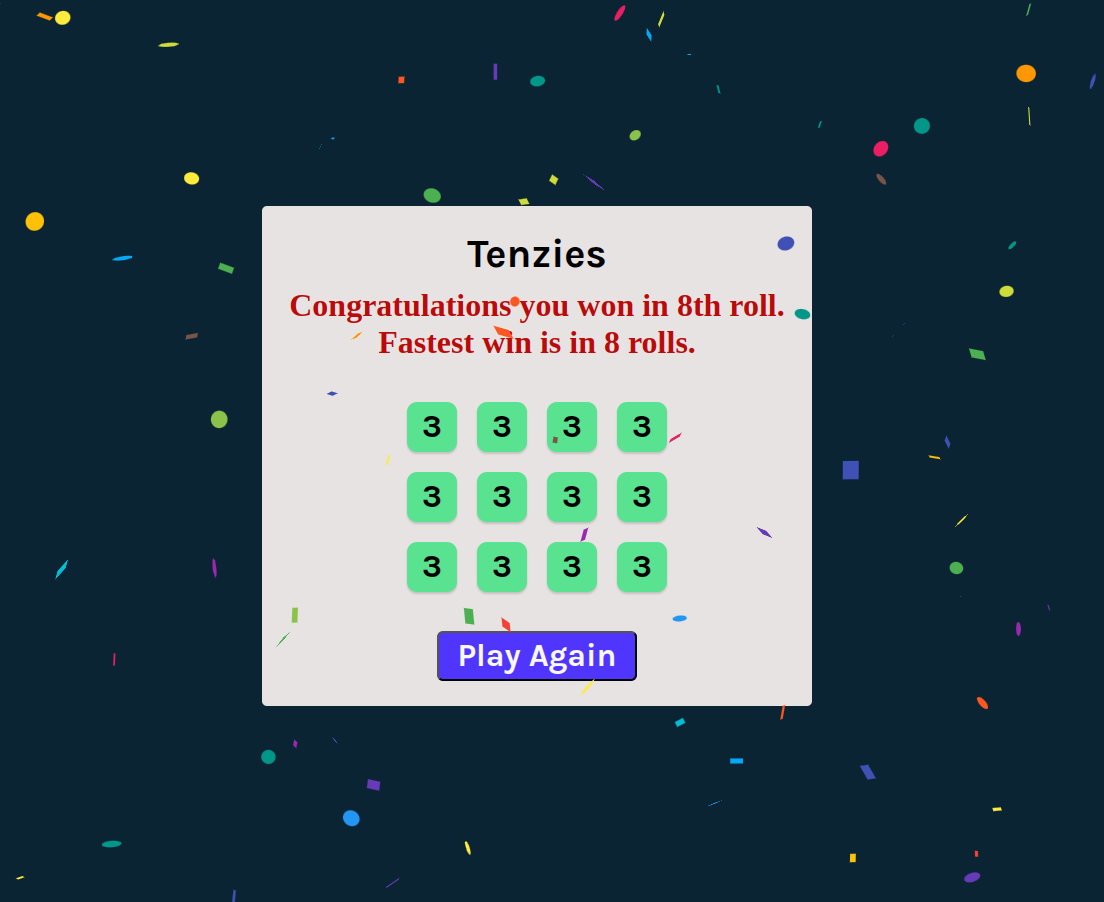 Tenzies
Congratulations you won in 8th roll.
Fastest win is in 8 rolls.
3 3 3 3
3 3 3 3
3 3 3 3
Play Again